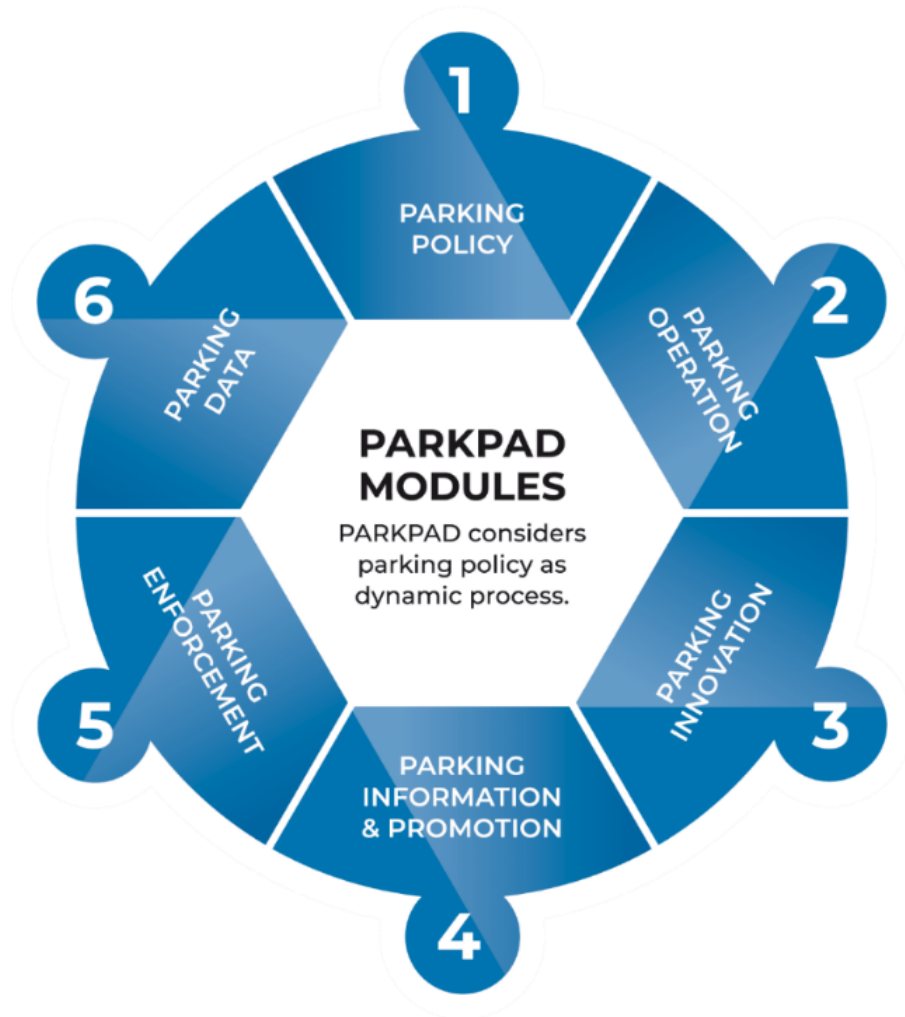 1
PARKING
POLICY
2
PARKING
OPERATION
3
PARKING
INNOVATION
4
PARKING
INFORMATION
& PROMOTION
5
PARKING
ENFORCEMENT
6
PARKING
DATA
PARKPAD
MODULES
PARKPAD considers
parking policy as
dynamic process.